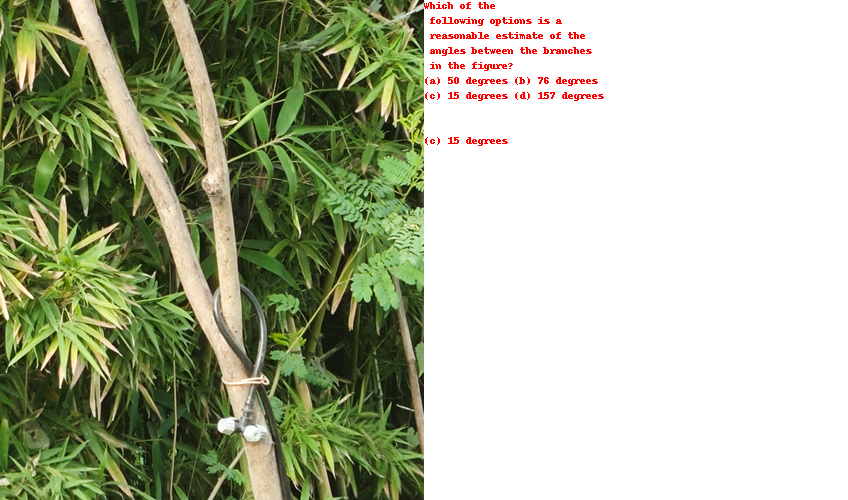 Which of the
following options is a
reasonable estimate of the
angles between the branches
in the figure?
(a) 50 degrees (b) 76 degrees
(c) 15 degrees (d) 157 degrees
(c) 15 degrees